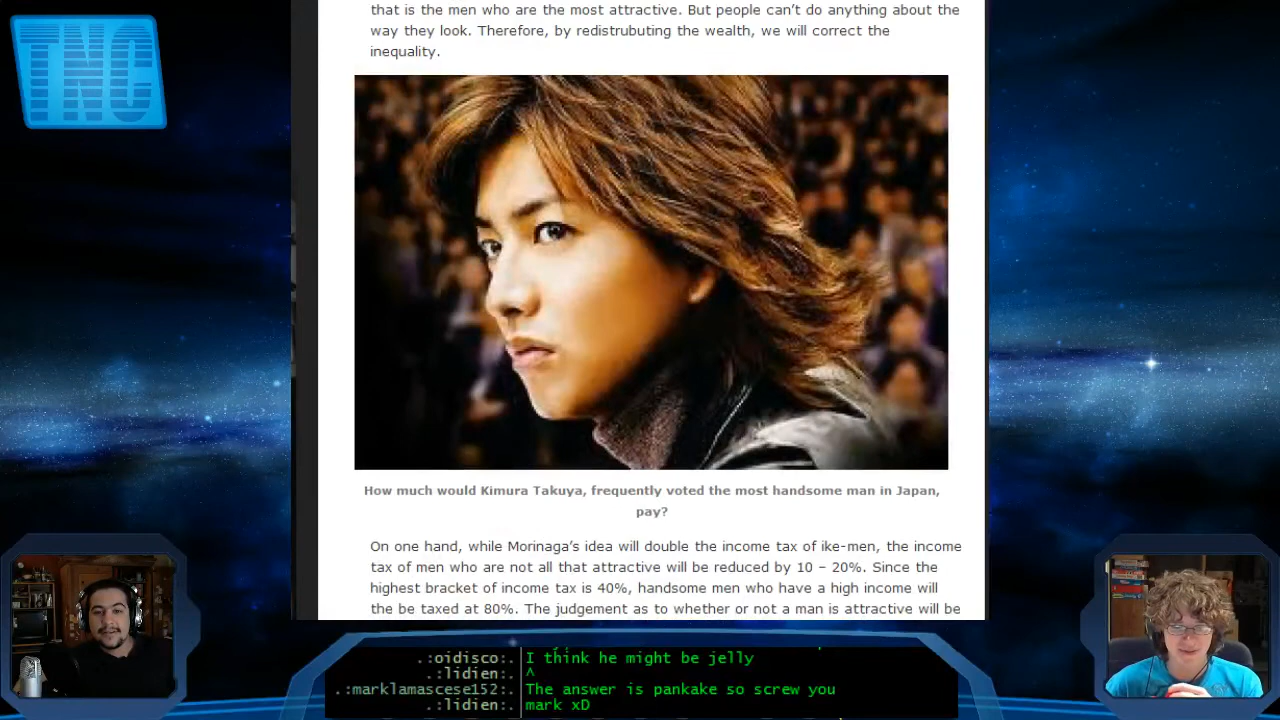 TNC
that is the men who are the most attractive. But people can't do anything about the
way they look. Therefore, by redistrubuting the wealth, we will correct the
inequality.
How much would Kimura Takuya, frequently voted the most handsome man in Japan,
pay?
On one hand, while Morinaga's idea will double the income tax of ike-men, the income
tax of men who are not all that attractive will be reduced by 10 – 20%. Since the
highest bracket of income tax is 40%, handsome men who have a high income will
the be taxed at 80%. The judgement as to whether or not a man is attractive will be
.:oidisco:. I think he might be jelly
.:lidien:. ^
.:marklamascese152:. The answer is pankake so screw you
.:lidien:. mark xD